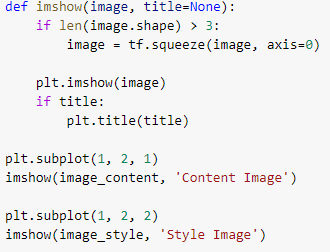 def imshow(image, title=None):
    if len(image.shape) > 3:
        image = tf.squeeze(image, axis=0)

    plt.imshow(image)
    if title:
        plt.title(title)

plt.subplot(1, 2, 1)
imshow(image_content, 'Content Image')

plt.subplot(1, 2, 2)
imshow(image_style, 'Style Image')